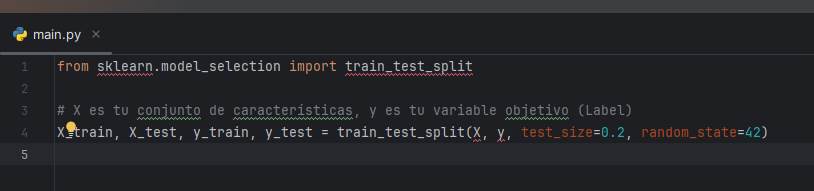 main.py
1 from sklearn.model_selection import train_test_split
2
3 # X es tu conjunto de características, y es tu variable objetivo (Label)
4 X_train, X_test, y_train, y_test = train_test_split(X, y, test_size=0.2, random_state=42)
5